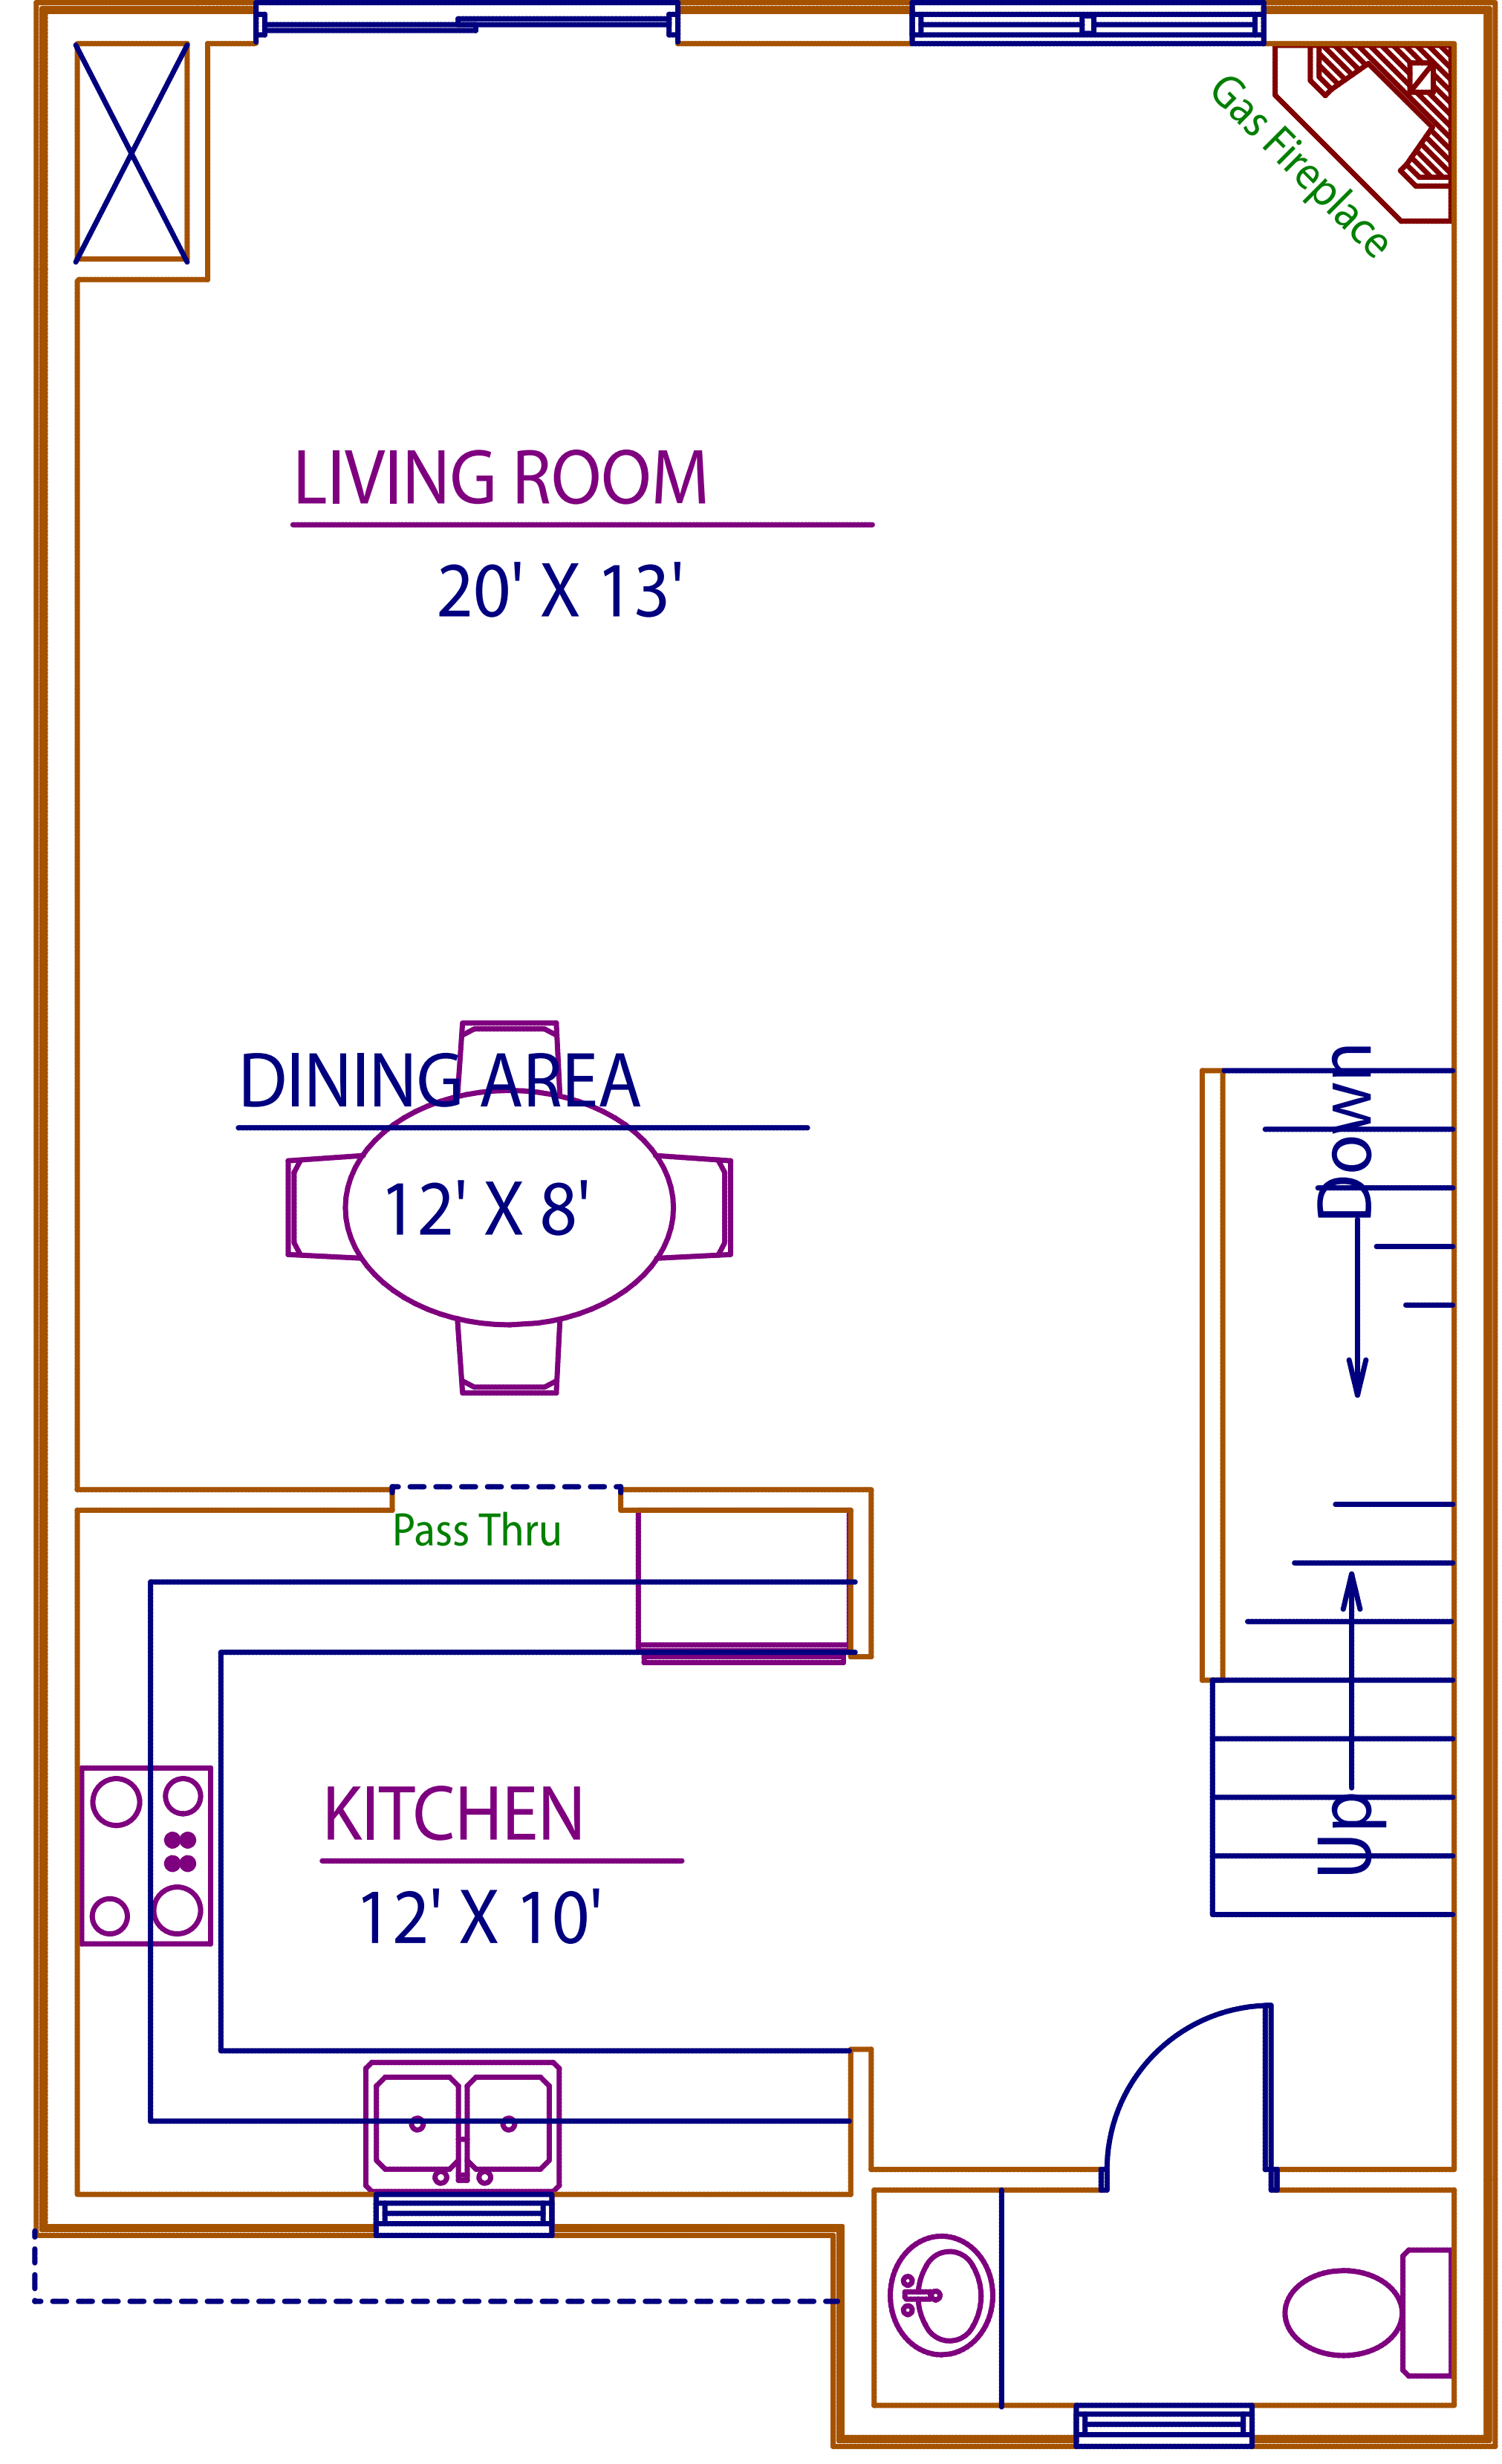 Gas Fireplace
LIVING ROOM
20' X 13'
DINING AREA
12' X 8'
Down
Pass Thru
KITCHEN
12' X 10'
Up